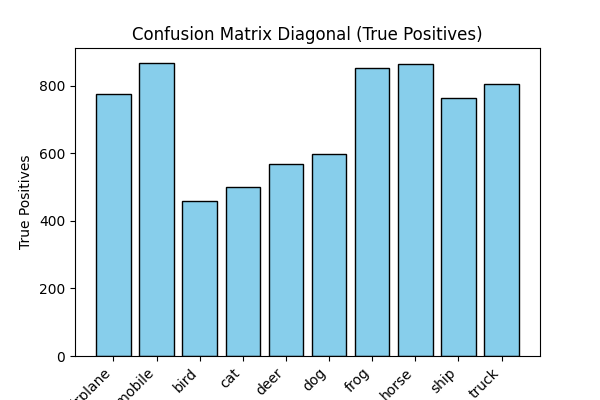 Confusion Matrix Diagonal (True Positives)
True Positives
800
600
400
200
0
rplane
mobile
bird
cat
deer
dog
frog
horse
ship
truck